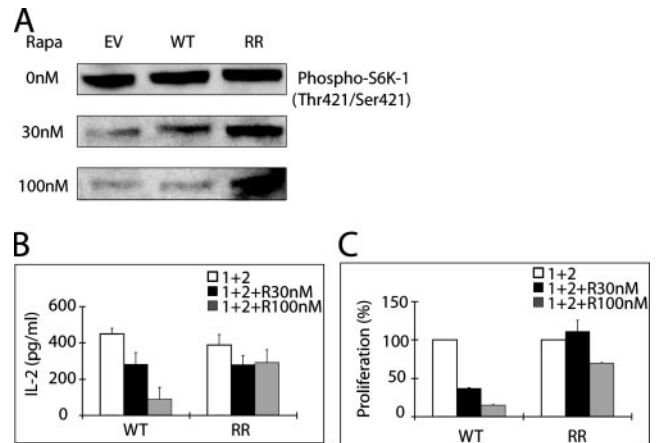 A
Rapa EV WT RR
0nM
Phospho-S6K-1
(Thr421/Ser421)
30nM
100nM
B
1+2
1+2+R30nM
1+2+R100nM
IL-2 (pg/ml)
600
400
200
0
WT RR
C
1+2
1+2+R30nM
1+2+R100nM
Proliferation (%)
150
100
50
0
WT RR